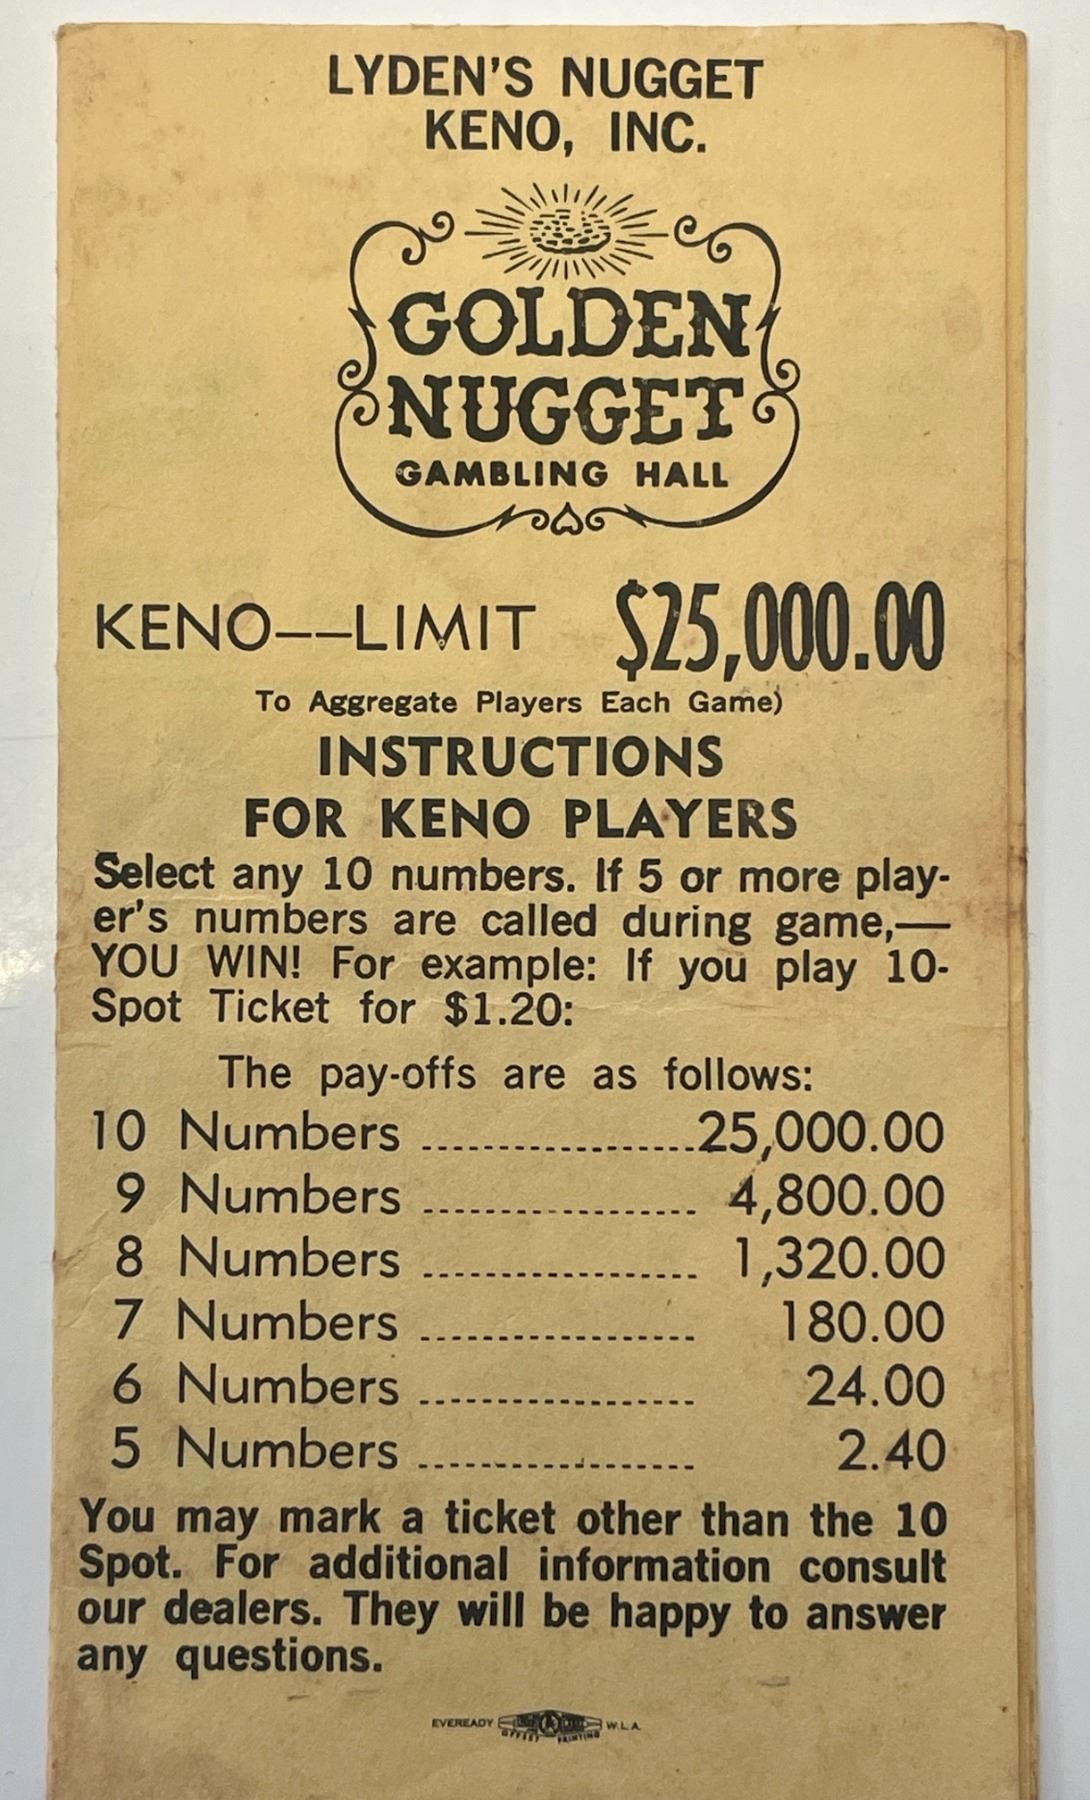 LYDEN'S NUGGET
KENO, INC.
GOLDEN
NUGGET
GAMBLING HALL
KENO––LIMIT $25,000.00
To Aggregate Players Each Game)
INSTRUCTIONS
FOR KENO PLAYERS
Select any 10 numbers. If 5 or more play-
er's numbers are called during game,—
YOU WIN! For example: If you play 10-
Spot Ticket for $1.20:
The pay-offs are as follows:
10 Numbers ..................25,000.00
9 Numbers .................. 4,800.00
8 Numbers .................. 1,320.00
7 Numbers .................. 180.00
6 Numbers .................. 24.00
5 Numbers .................. 2.40
You may mark a ticket other than the 10
Spot. For additional information consult
our dealers. They will be happy to answer
any questions.
EVEREADY W.L.A.
OFFSET PRINTING